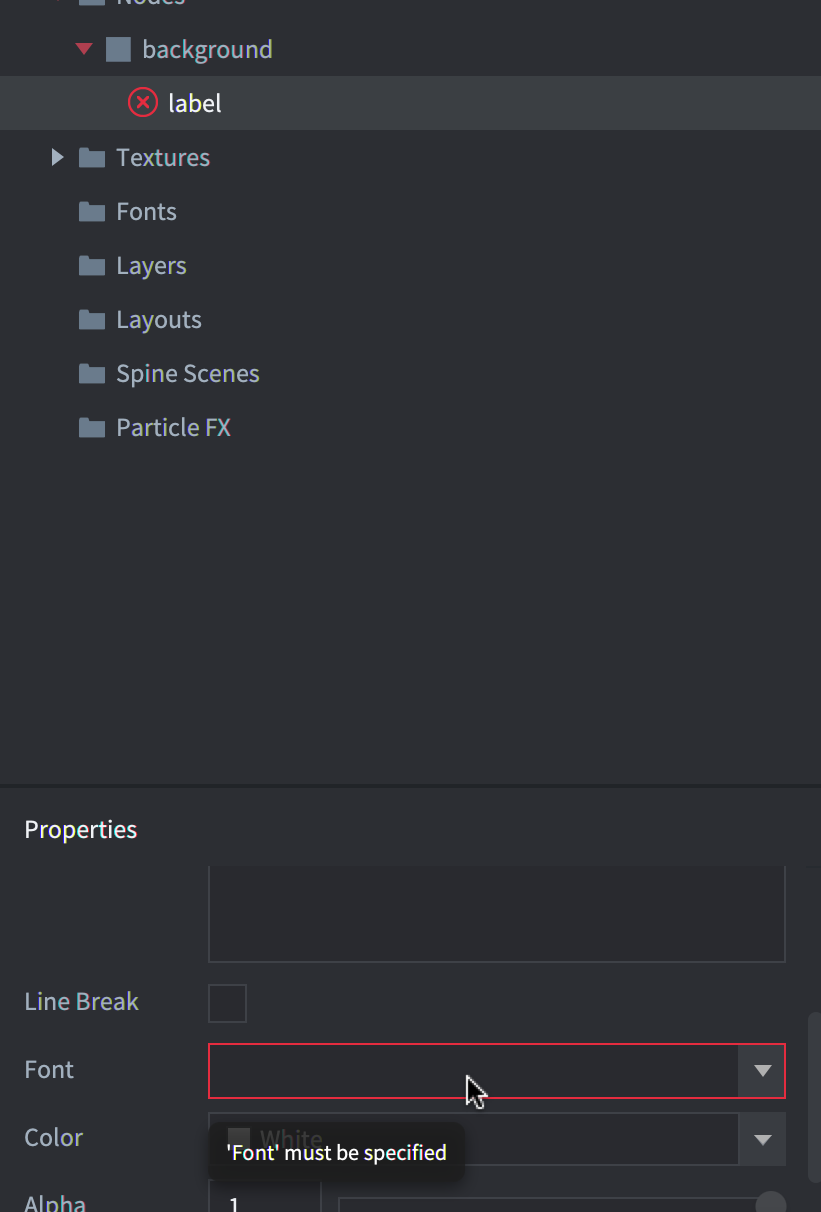 Nodes
background
label
Textures
Fonts
Layers
Layouts
Spine Scenes
Particle FX
Properties
Line Break
Font
Color
White
'Font' must be specified
Alpha
1